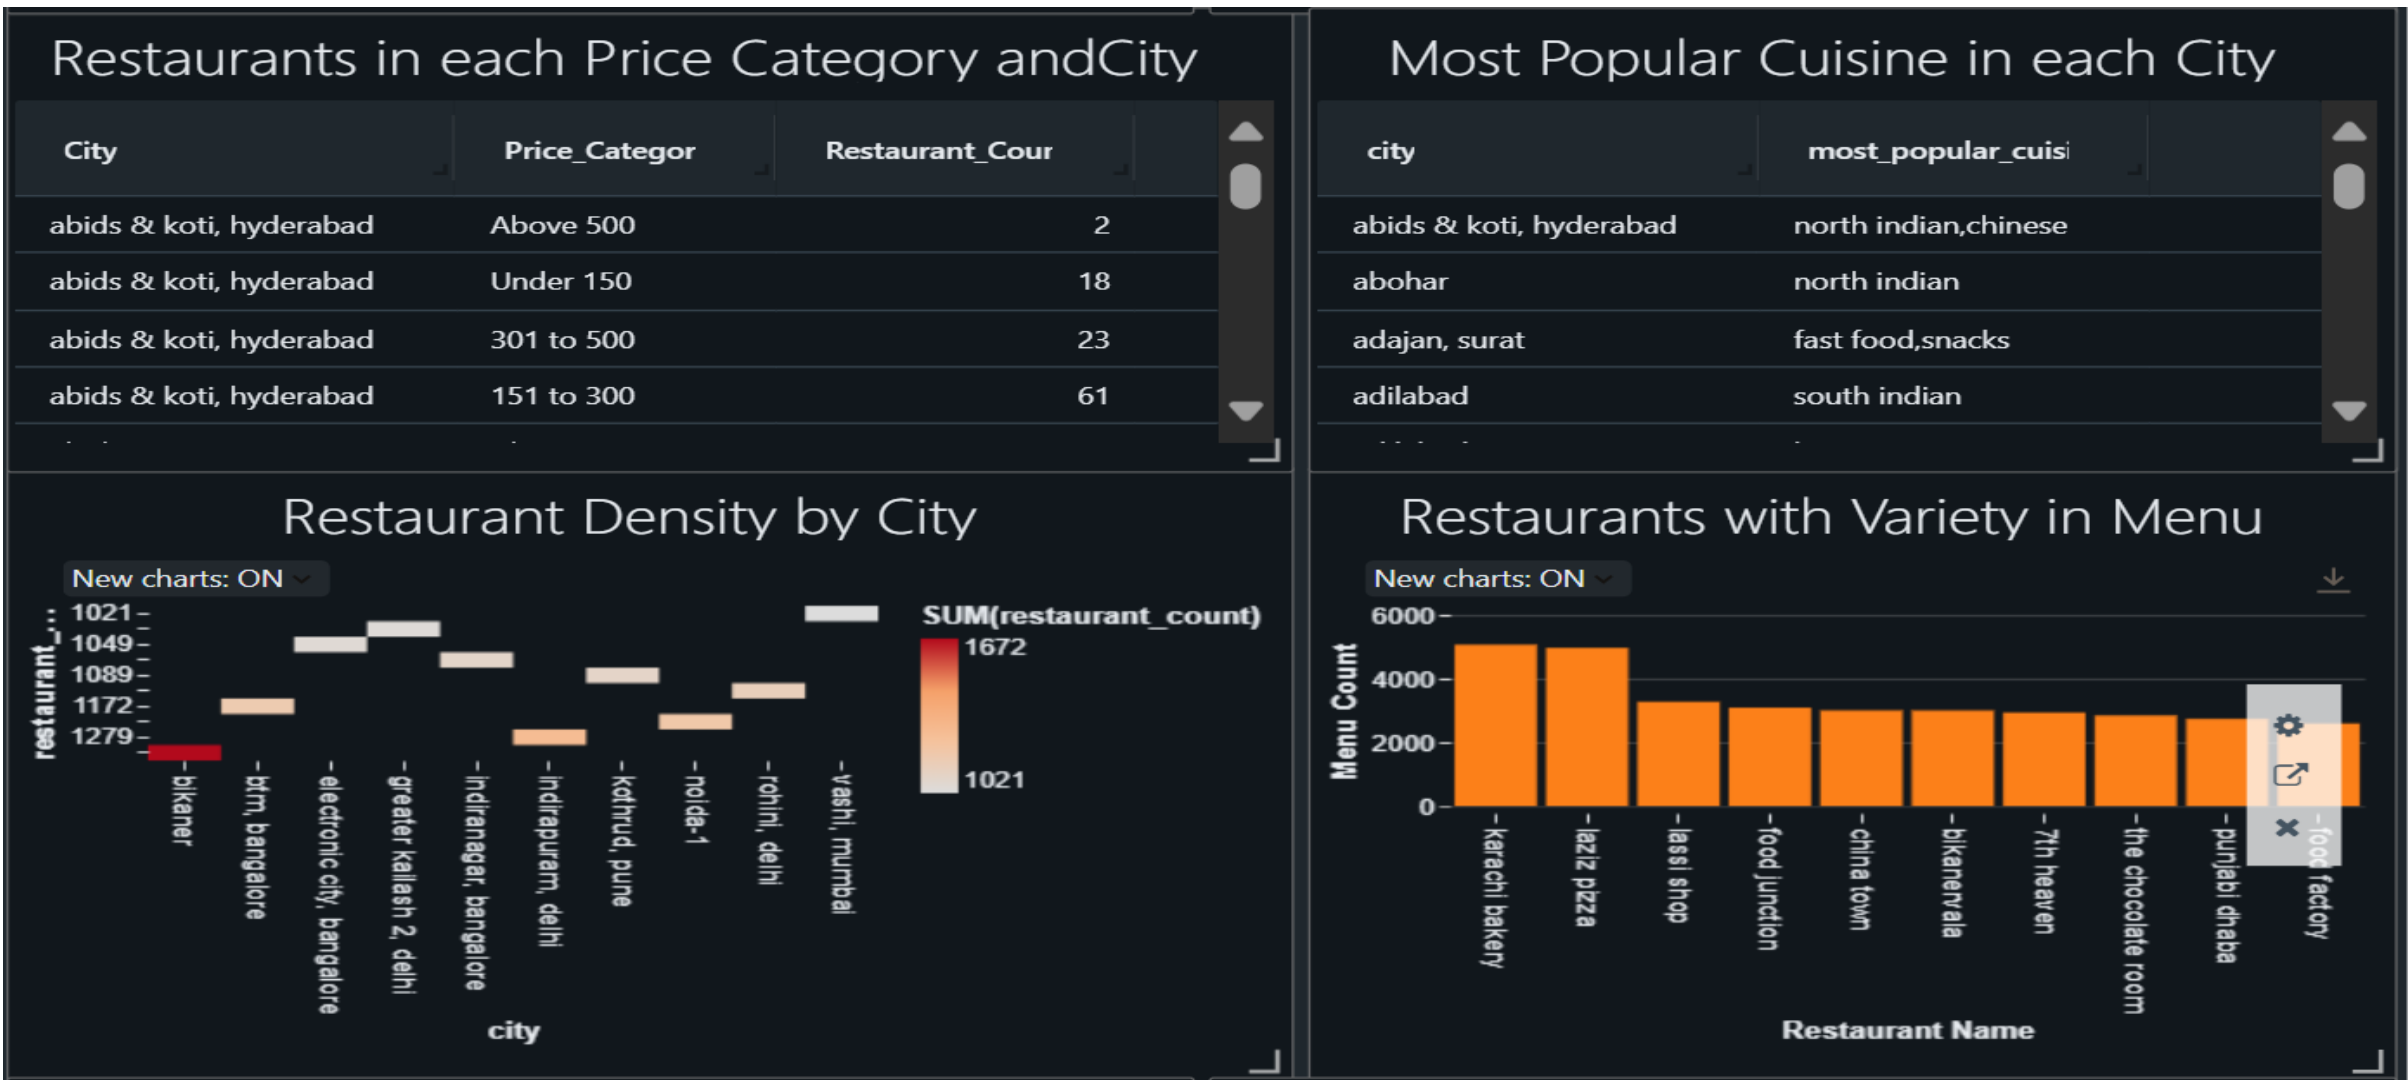 Restaurants in each Price Category andCity
City Price_Categor Restaurant_Cour
abids & koti, hyderabad Above 500 2
abids & koti, hyderabad Under 150 18
abids & koti, hyderabad 301 to 500 23
abids & koti, hyderabad 151 to 300 61
Most Popular Cuisine in each City
city most_popular_cuisi
abids & koti, hyderabad north indian,chinese
abohar north indian
adajan, surat fast food,snacks
adilabad south indian
Restaurant Density by City
New charts: ON
restaurant_...
1021
1049
1089
1172
1279
bikaner
btm, bangalore
electronic city, bangalore
greater kailash 2, delhi
indiranagar, bangalore
indirapuram, delhi
kothrud, pune
noida-1
rohini, delhi
vashi, mumbai
city
SUM(restaurant_count)
1672
1021
Restaurants with Variety in Menu
New charts: ON
Menu Count
6000
4000
2000
0
karachi bakery
laziz pizza
lassi shop
food junction
china town
bikanervala
7th heaven
the chocolate room
punjabi dhaba
food factory
Restaurant Name